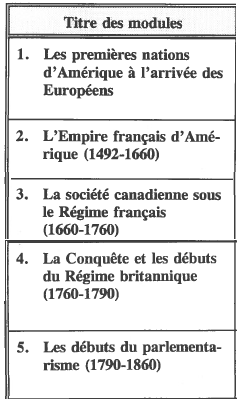 Titre des modules
1. Les premières nations
d'Amérique à l'arrivée des
Européens
2. L'Empire français d'Amé-
rique (1492-1660)
3. La société canadienne sous
le Régime français
(1660-1760)
4. La Conquête et les débuts
du Régime britannique
(1760-1790)
5. Les débuts du parlementa-
risme (1790-1860)